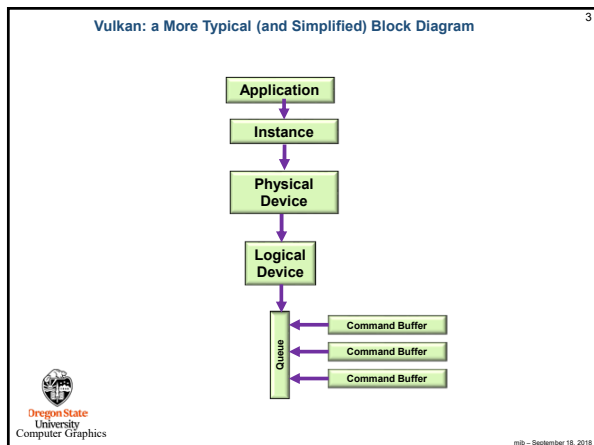 Vulkan: a More Typical (and Simplified) Block Diagram
3
Application
Instance
Physical
Device
Logical
Device
Queue
Command Buffer
Command Buffer
Command Buffer
Oregon State
University
Computer Graphics
mjb – September 18, 2018